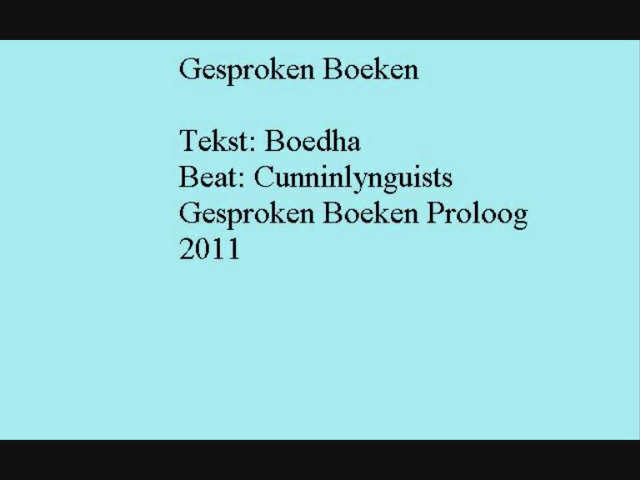 Gesproken Boeken
Tekst: Boedha
Beat: Cunninlynguists
Gesproken Boeken Proloog
2011